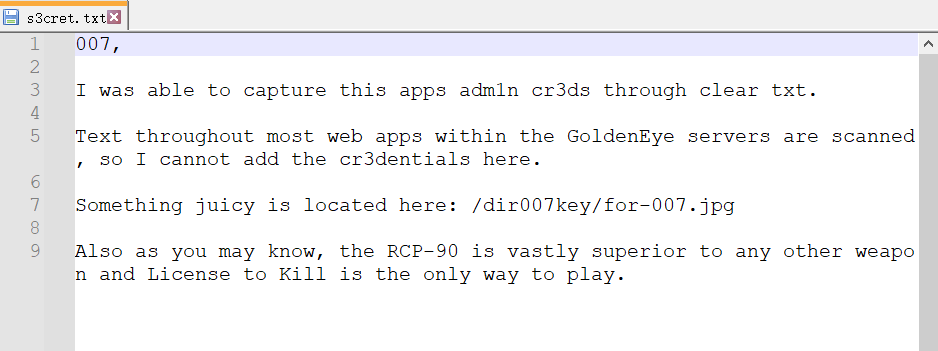 s3cret.txt
1 007,
2
3 I was able to capture this apps adm1n cr3ds through clear txt.
4
5 Text throughout most web apps within the GoldenEye servers are scanned
, so I cannot add the cr3dentials here.
6
7 Something juicy is located here: /dir007key/for-007.jpg
8
9 Also as you may know, the RCP-90 is vastly superior to any other weapo
n and License to Kill is the only way to play.